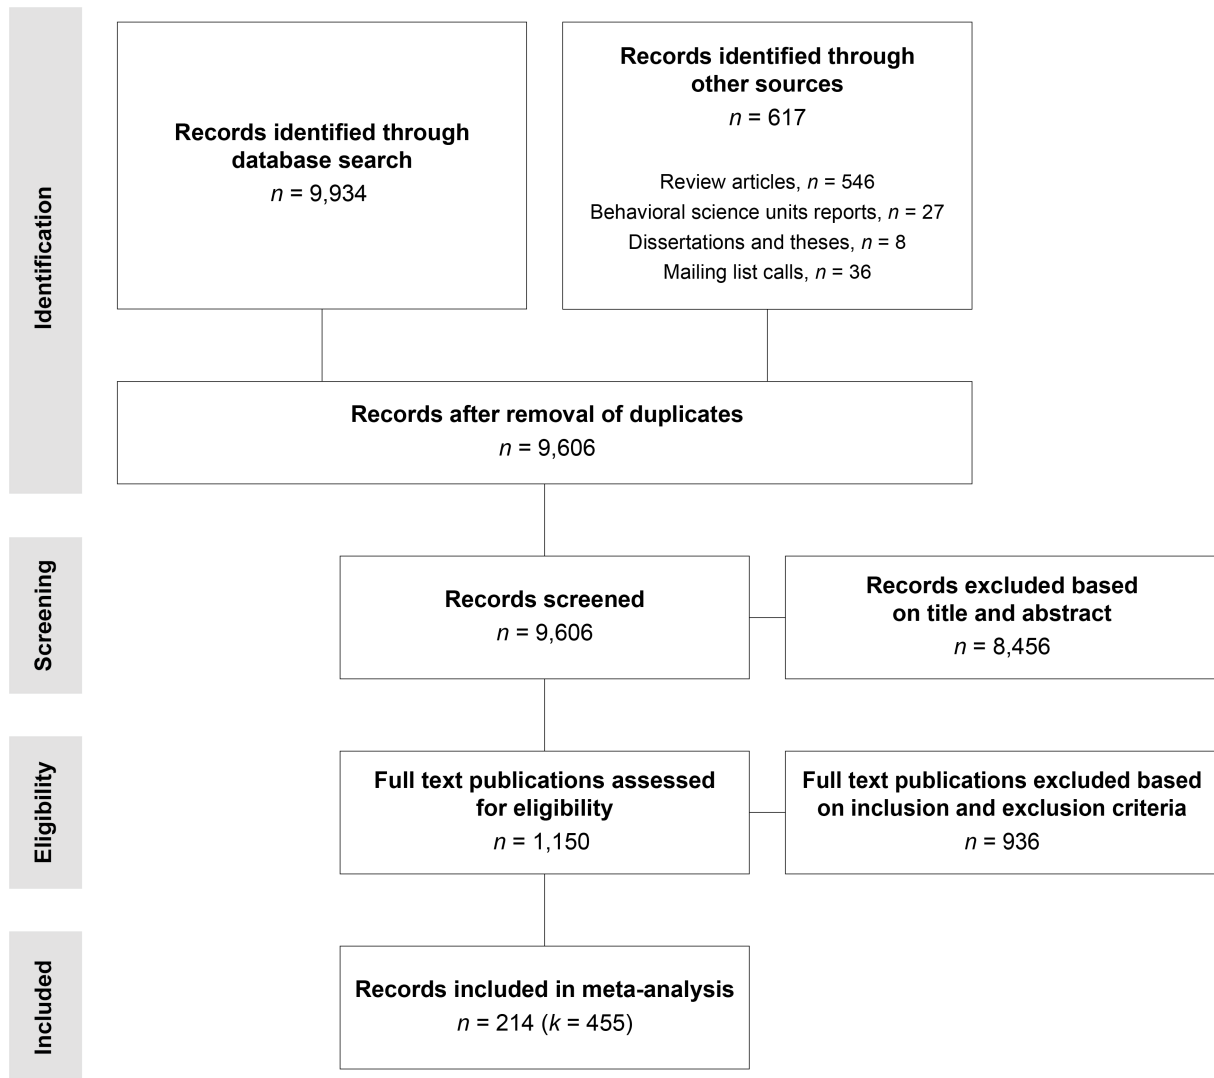 Identification
Records identified through
database search
n = 9,934
Records identified through
other sources
n = 617
Review articles, n = 546
Behavioral science units reports, n = 27
Dissertations and theses, n = 8
Mailing list calls, n = 36
Records after removal of duplicates
n = 9,606
Screening
Records screened
n = 9,606
Records excluded based
on title and abstract
n = 8,456
Eligibility
Full text publications assessed
for eligibility
n = 1,150
Full text publications excluded based
on inclusion and exclusion criteria
n = 936
Included
Records included in meta-analysis
n = 214 (k = 455)